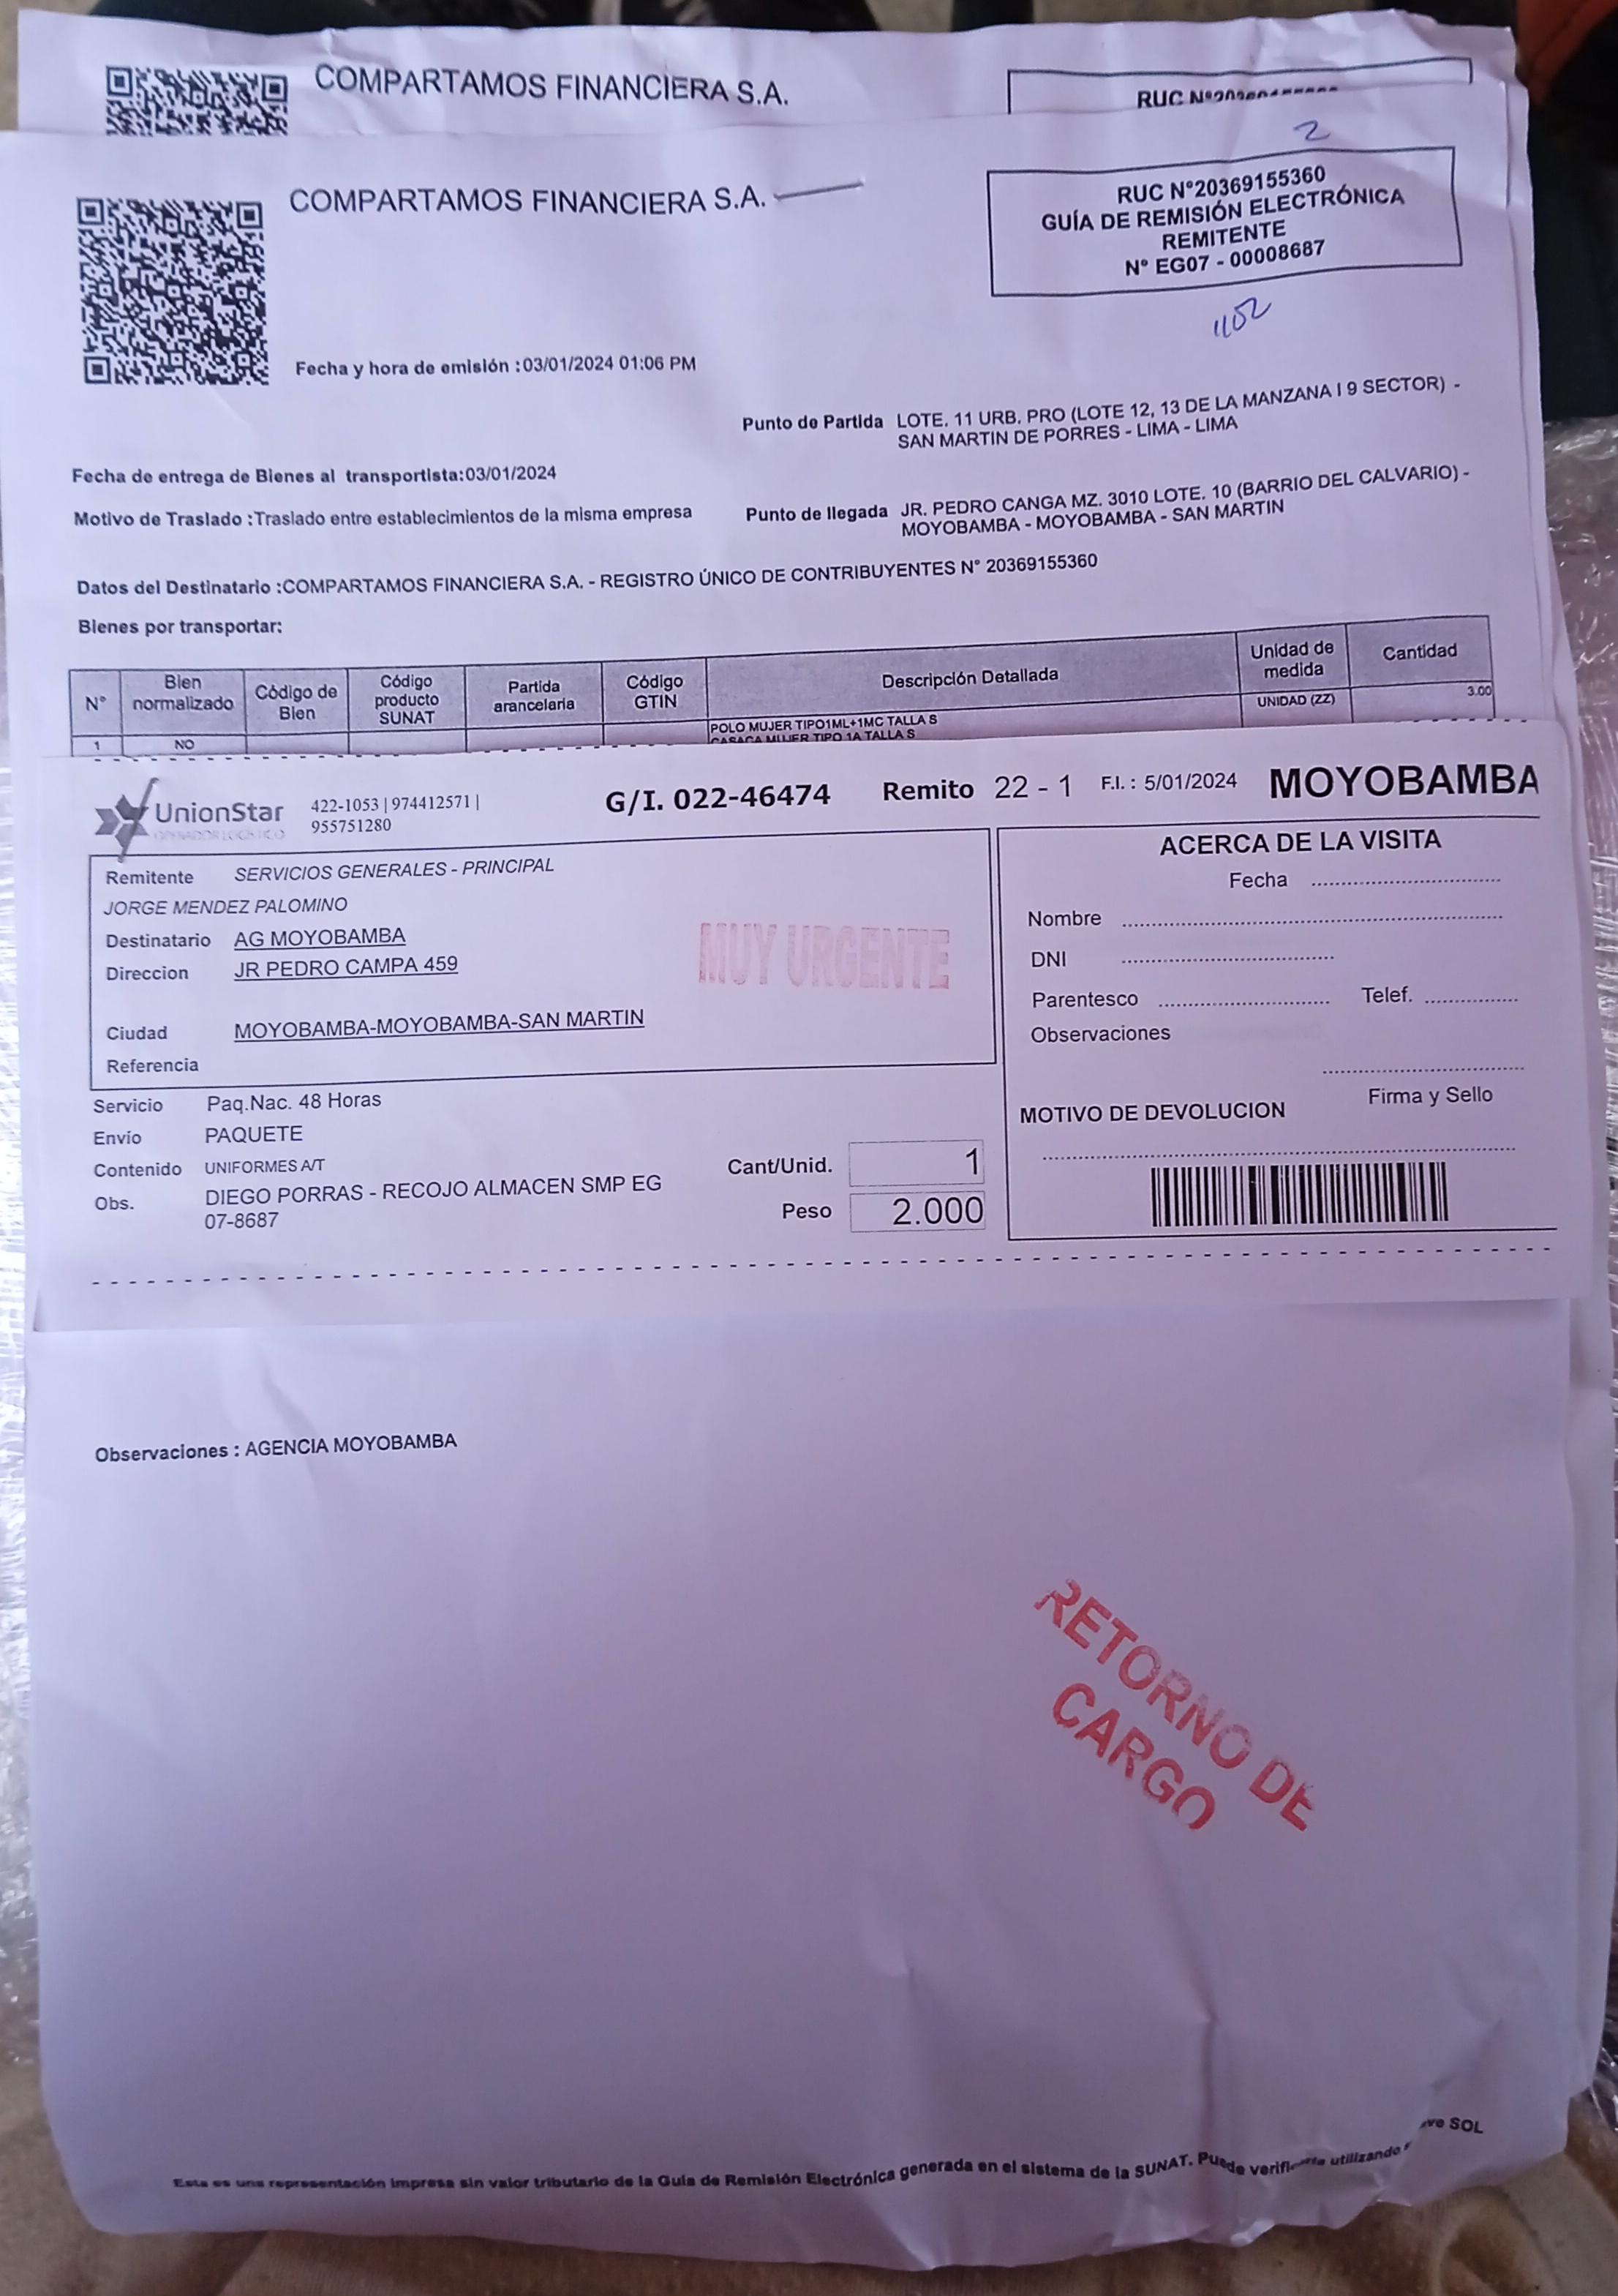 COMPARTAMOS FINANCIERA S.A.
RUC
2
COMPARTAMOS FINANCIERA S.A.
RUC N°20369155360
GUÍA DE REMISIÓN ELECTRÓNICA
REMITENTE
N° EG07 - 00008687
1102
Fecha y hora de emisión :03/01/2024 01:06 PM
Punto de Partida LOTE. 11 URB. PRO (LOTE 12, 13 DE LA MANZANA I 9 SECTOR) -
SAN MARTIN DE PORRES - LIMA - LIMA
Fecha de entrega de Bienes al transportista:03/01/2024
Motivo de Traslado :Traslado entre establecimientos de la misma empresa
Punto de llegada JR. PEDRO CANGA MZ. 3010 LOTE. 10 (BARRIO DEL CALVARIO) -
MOYOBAMBA - MOYOBAMBA - SAN MARTIN
Datos del Destinatario :COMPARTAMOS FINANCIERA S.A. - REGISTRO ÚNICO DE CONTRIBUYENTES N° 20369155360
Bienes por transportar:
N° Bien normalizado Código de Bien Código producto SUNAT Partida arancelaria Código GTIN Descripción Detallada Unidad de medida Cantidad
1 NO POLO MUJER TIPO1ML+1MC TALLA S UNIDAD (ZZ) 3.00
CASACA MUJER TIPO 1A TALLA S
UnionStar
OPERADOR LOGISTICO
422-1053 | 974412571 |
955751280
G/I. 022-46474 Remito 22 - 1 F.I. : 5/01/2024 MOYOBAMBA
Remitente SERVICIOS GENERALES - PRINCIPAL
JORGE MENDEZ PALOMINO
Destinatario AG MOYOBAMBA
Direccion JR PEDRO CAMPA 459
MUY URGENTE
Ciudad MOYOBAMBA-MOYOBAMBA-SAN MARTIN
Referencia
Servicio Paq.Nac. 48 Horas
Envío PAQUETE
Contenido UNIFORMES A/T
Obs. DIEGO PORRAS - RECOJO ALMACEN SMP EG
07-8687
Cant/Unid. 1
Peso 2.000
ACERCA DE LA VISITA
Fecha
Nombre
DNI
Parentesco Telef.
Observaciones
Firma y Sello
MOTIVO DE DEVOLUCION
Observaciones : AGENCIA MOYOBAMBA
RETORNO DE
CARGO
Esta es una representación impresa sin valor tributario de la Guía de Remisión Electrónica generada en el sistema de la SUNAT. Puede verificarla utilizando SOL